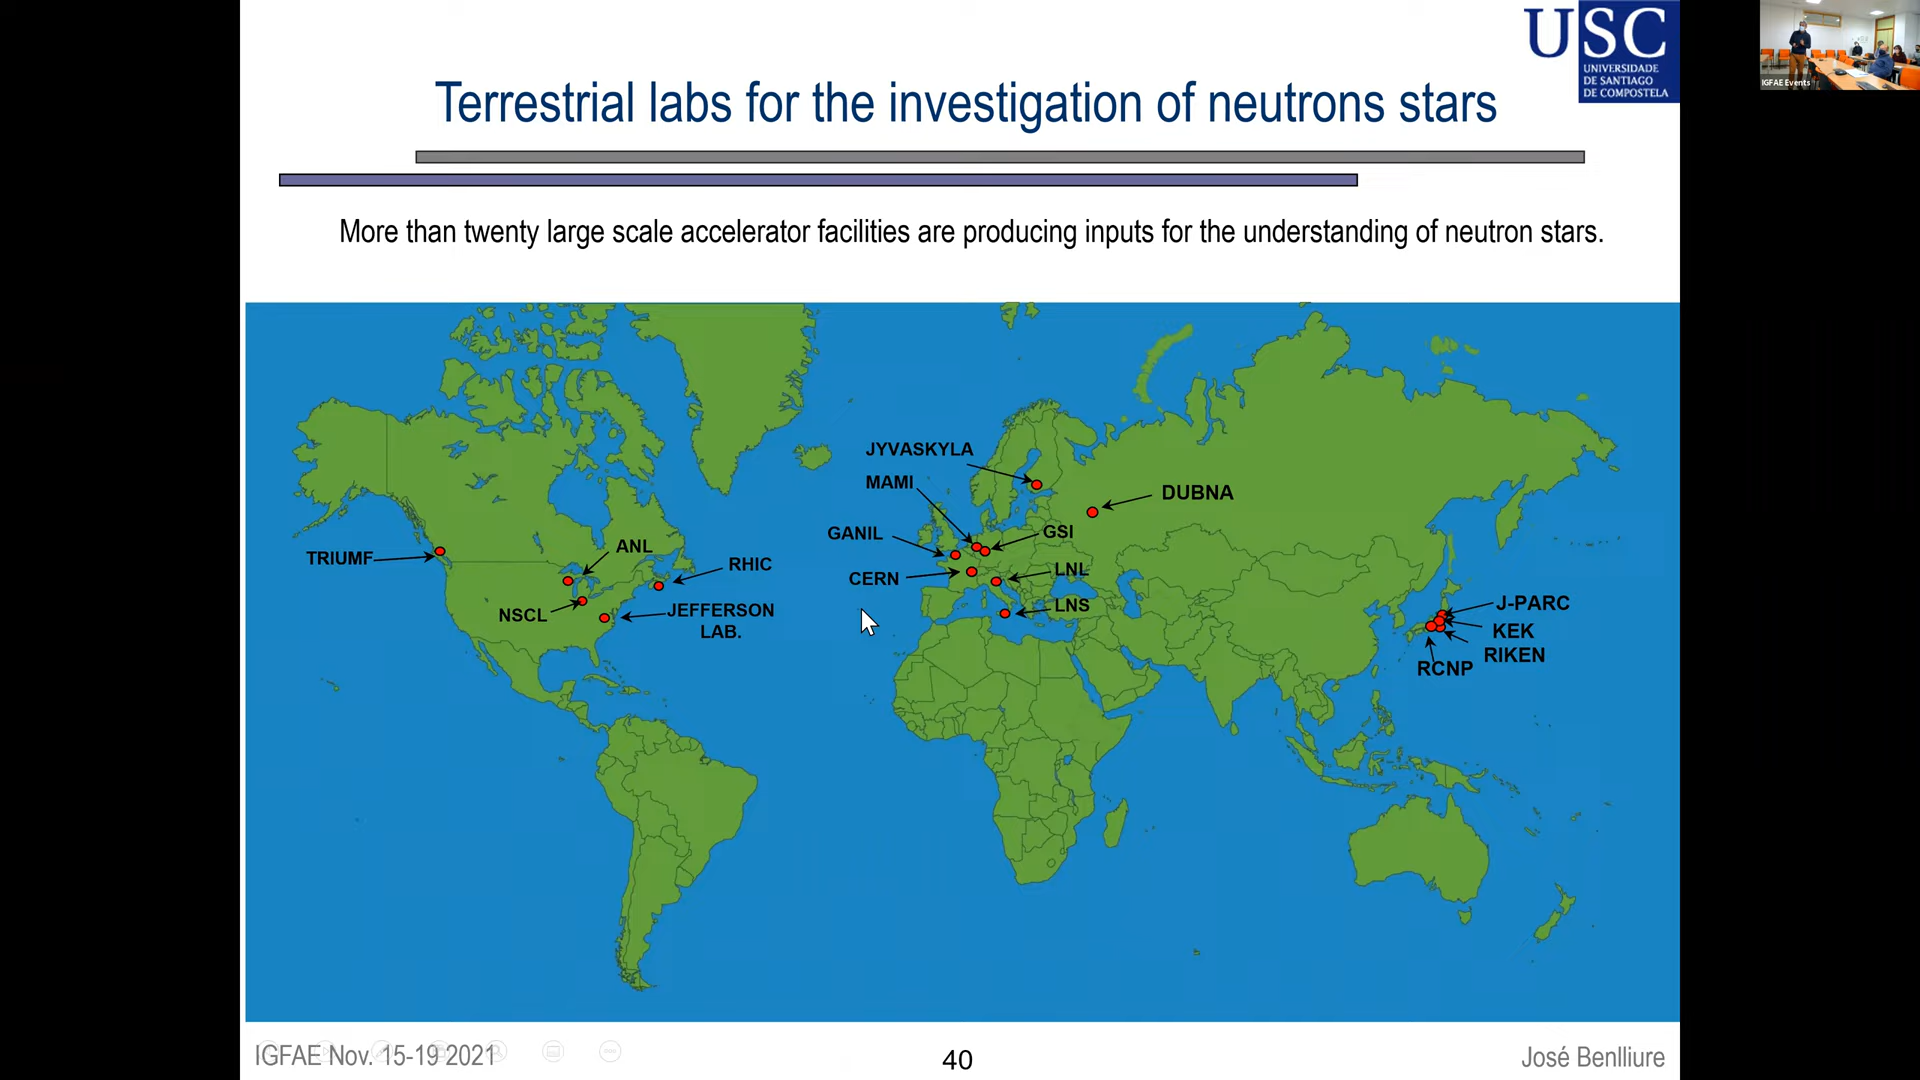 USC
UNIVERSIDADE
DE SANTIAGO
DE COMPOSTELA
IGFAE Events
Terrestrial labs for the investigation of neutrons stars
More than twenty large scale accelerator facilities are producing inputs for the understanding of neutron stars.
JYVASKYLA
MAMI
DUBNA
GANIL
GSI
TRIUMF
ANL
RHIC
CERN
LNL
NSCL
JEFFERSON
LAB.
LNS
J-PARC
KEK
RIKEN
RCNP
IGFAE Nov. 15-19 2021
40
José Benlliure